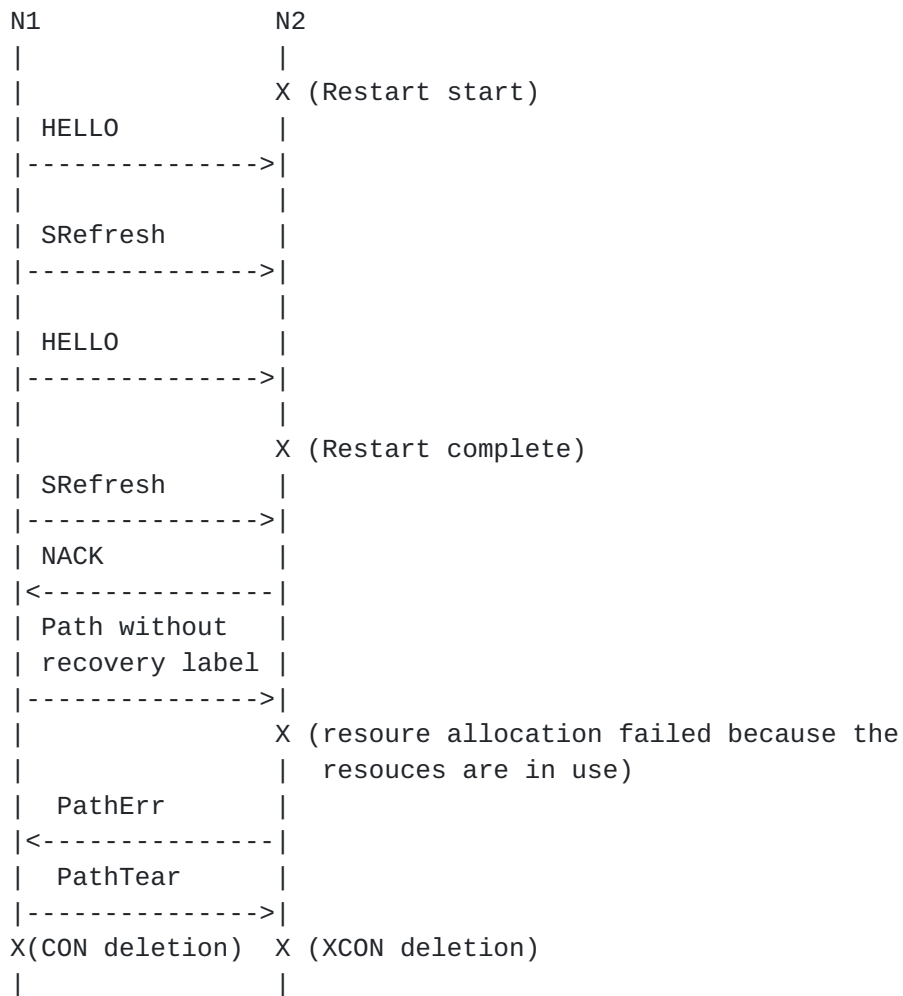 N1                N2
|                 |
|                 X (Restart start)
| HELLO           |
|--------------->|
|                 |
| SRefresh        |
|--------------->|
|                 |
| HELLO           |
|--------------->|
|                 |
|                 X (Restart complete)
| SRefresh        |
|--------------->|
| NACK            |
|<---------------|
| Path without    |
| recovery label  |
|--------------->|
|                 X (resoure allocation failed because the
|                 |  resouces are in use)
|  PathErr        |
|<---------------|
|  PathTear       |
|--------------->|
X(CON deletion)  X (XCON deletion)
|                 |